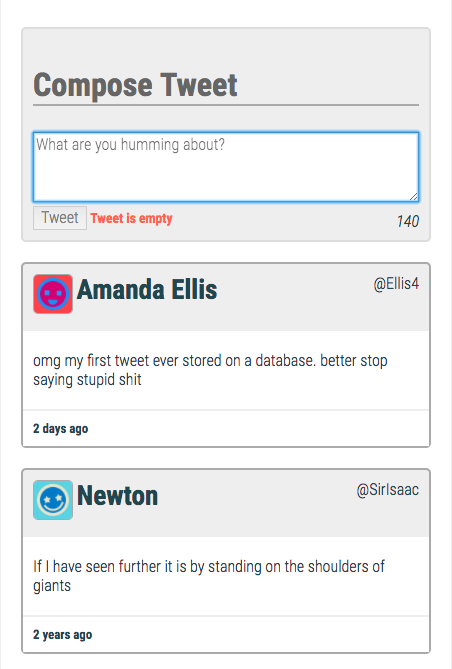 Compose Tweet
What are you humming about?
Tweet Tweet is empty 140
Amanda Ellis @Ellis4
omg my first tweet ever stored on a database. better stop
saying stupid shit
2 days ago
Newton @SirIsaac
If I have seen further it is by standing on the shoulders of
giants
2 years ago